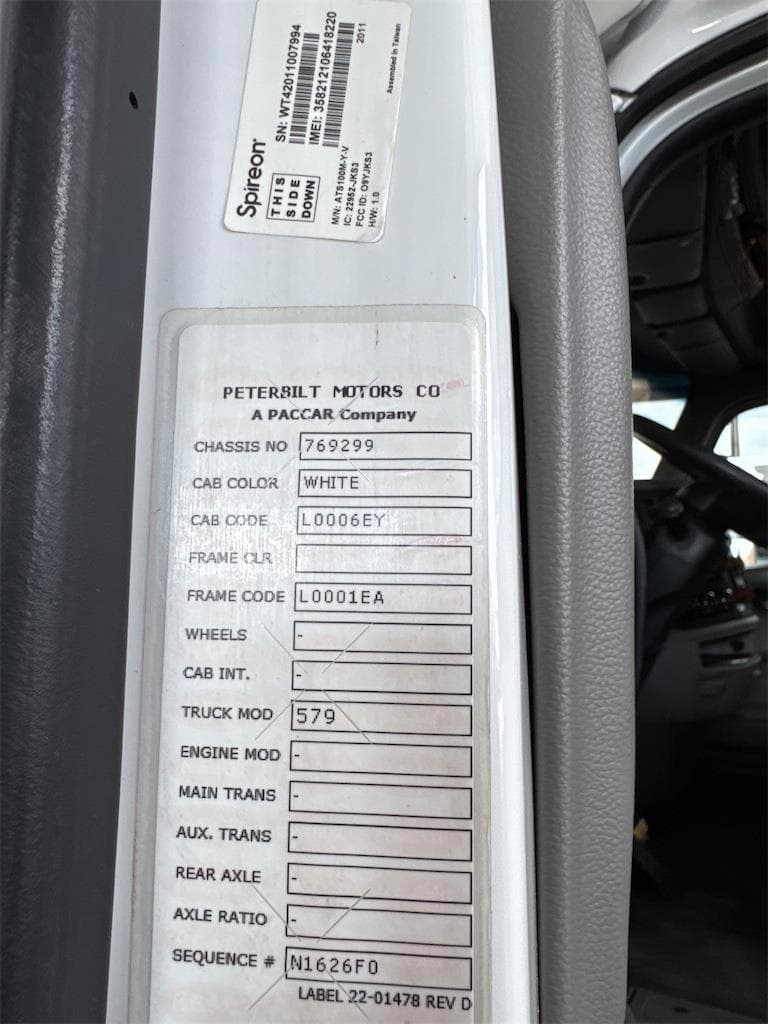 Spireon
THIS
SIDE
DOWN
SN: WT42011007994
IMEI: 358212106418220
2011
M/N: ATS100M-Y-V
IC: 22952-JKS3
FCC ID: O9YJKS3
H/W: 1.0
Assembled in Taiwan
PETERBILT MOTORS CO
A PACCAR Company
CHASSIS NO 769299
CAB COLOR WHITE
CAB CODE L0006EY
FRAME CLR
FRAME CODE L0001EA
WHEELS -
CAB INT. -
TRUCK MOD 579
ENGINE MOD -
MAIN TRANS -
AUX. TRANS -
REAR AXLE -
AXLE RATIO -
SEQUENCE # N1626F0
LABEL 22-01478 REV D